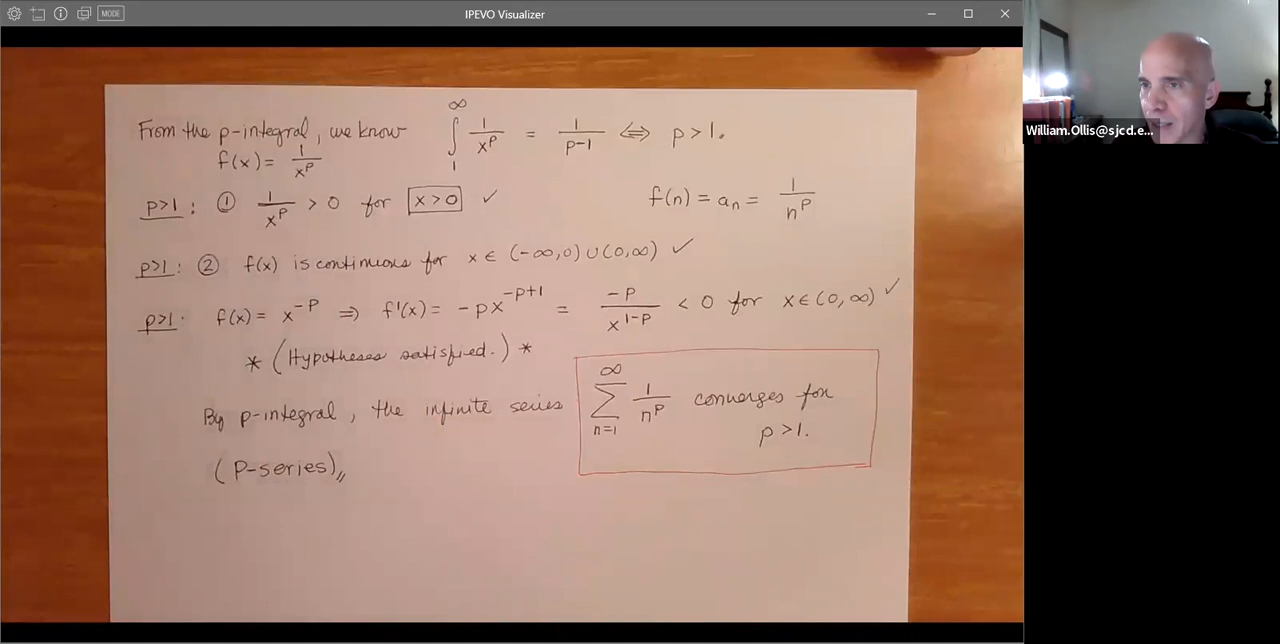 MODE
IPEVO Visualizer
William.Ollis@sjcd.e...
From the p-integral, we know ∫₁^∞ 1/x^p = 1/(p-1) ⇔ p > 1.
f(x) = 1/x^p
p>1: ① 1/x^p > 0 for x > 0 ✓ f(n) = aₙ = 1/n^p
p>1: ② f(x) is continuous for x ∈ (-∞,0) ∪ (0,∞) ✓
p>1: f(x) = x^-p ⇒ f'(x) = -px^-p+1 = -p/x^1-p < 0 for x ∈ (0,∞) ✓
* (Hypotheses satisfied.) *
By p-integral, the infinite series ∑_{n=1}^∞ 1/n^p converges for
p > 1.
(P-series)〃